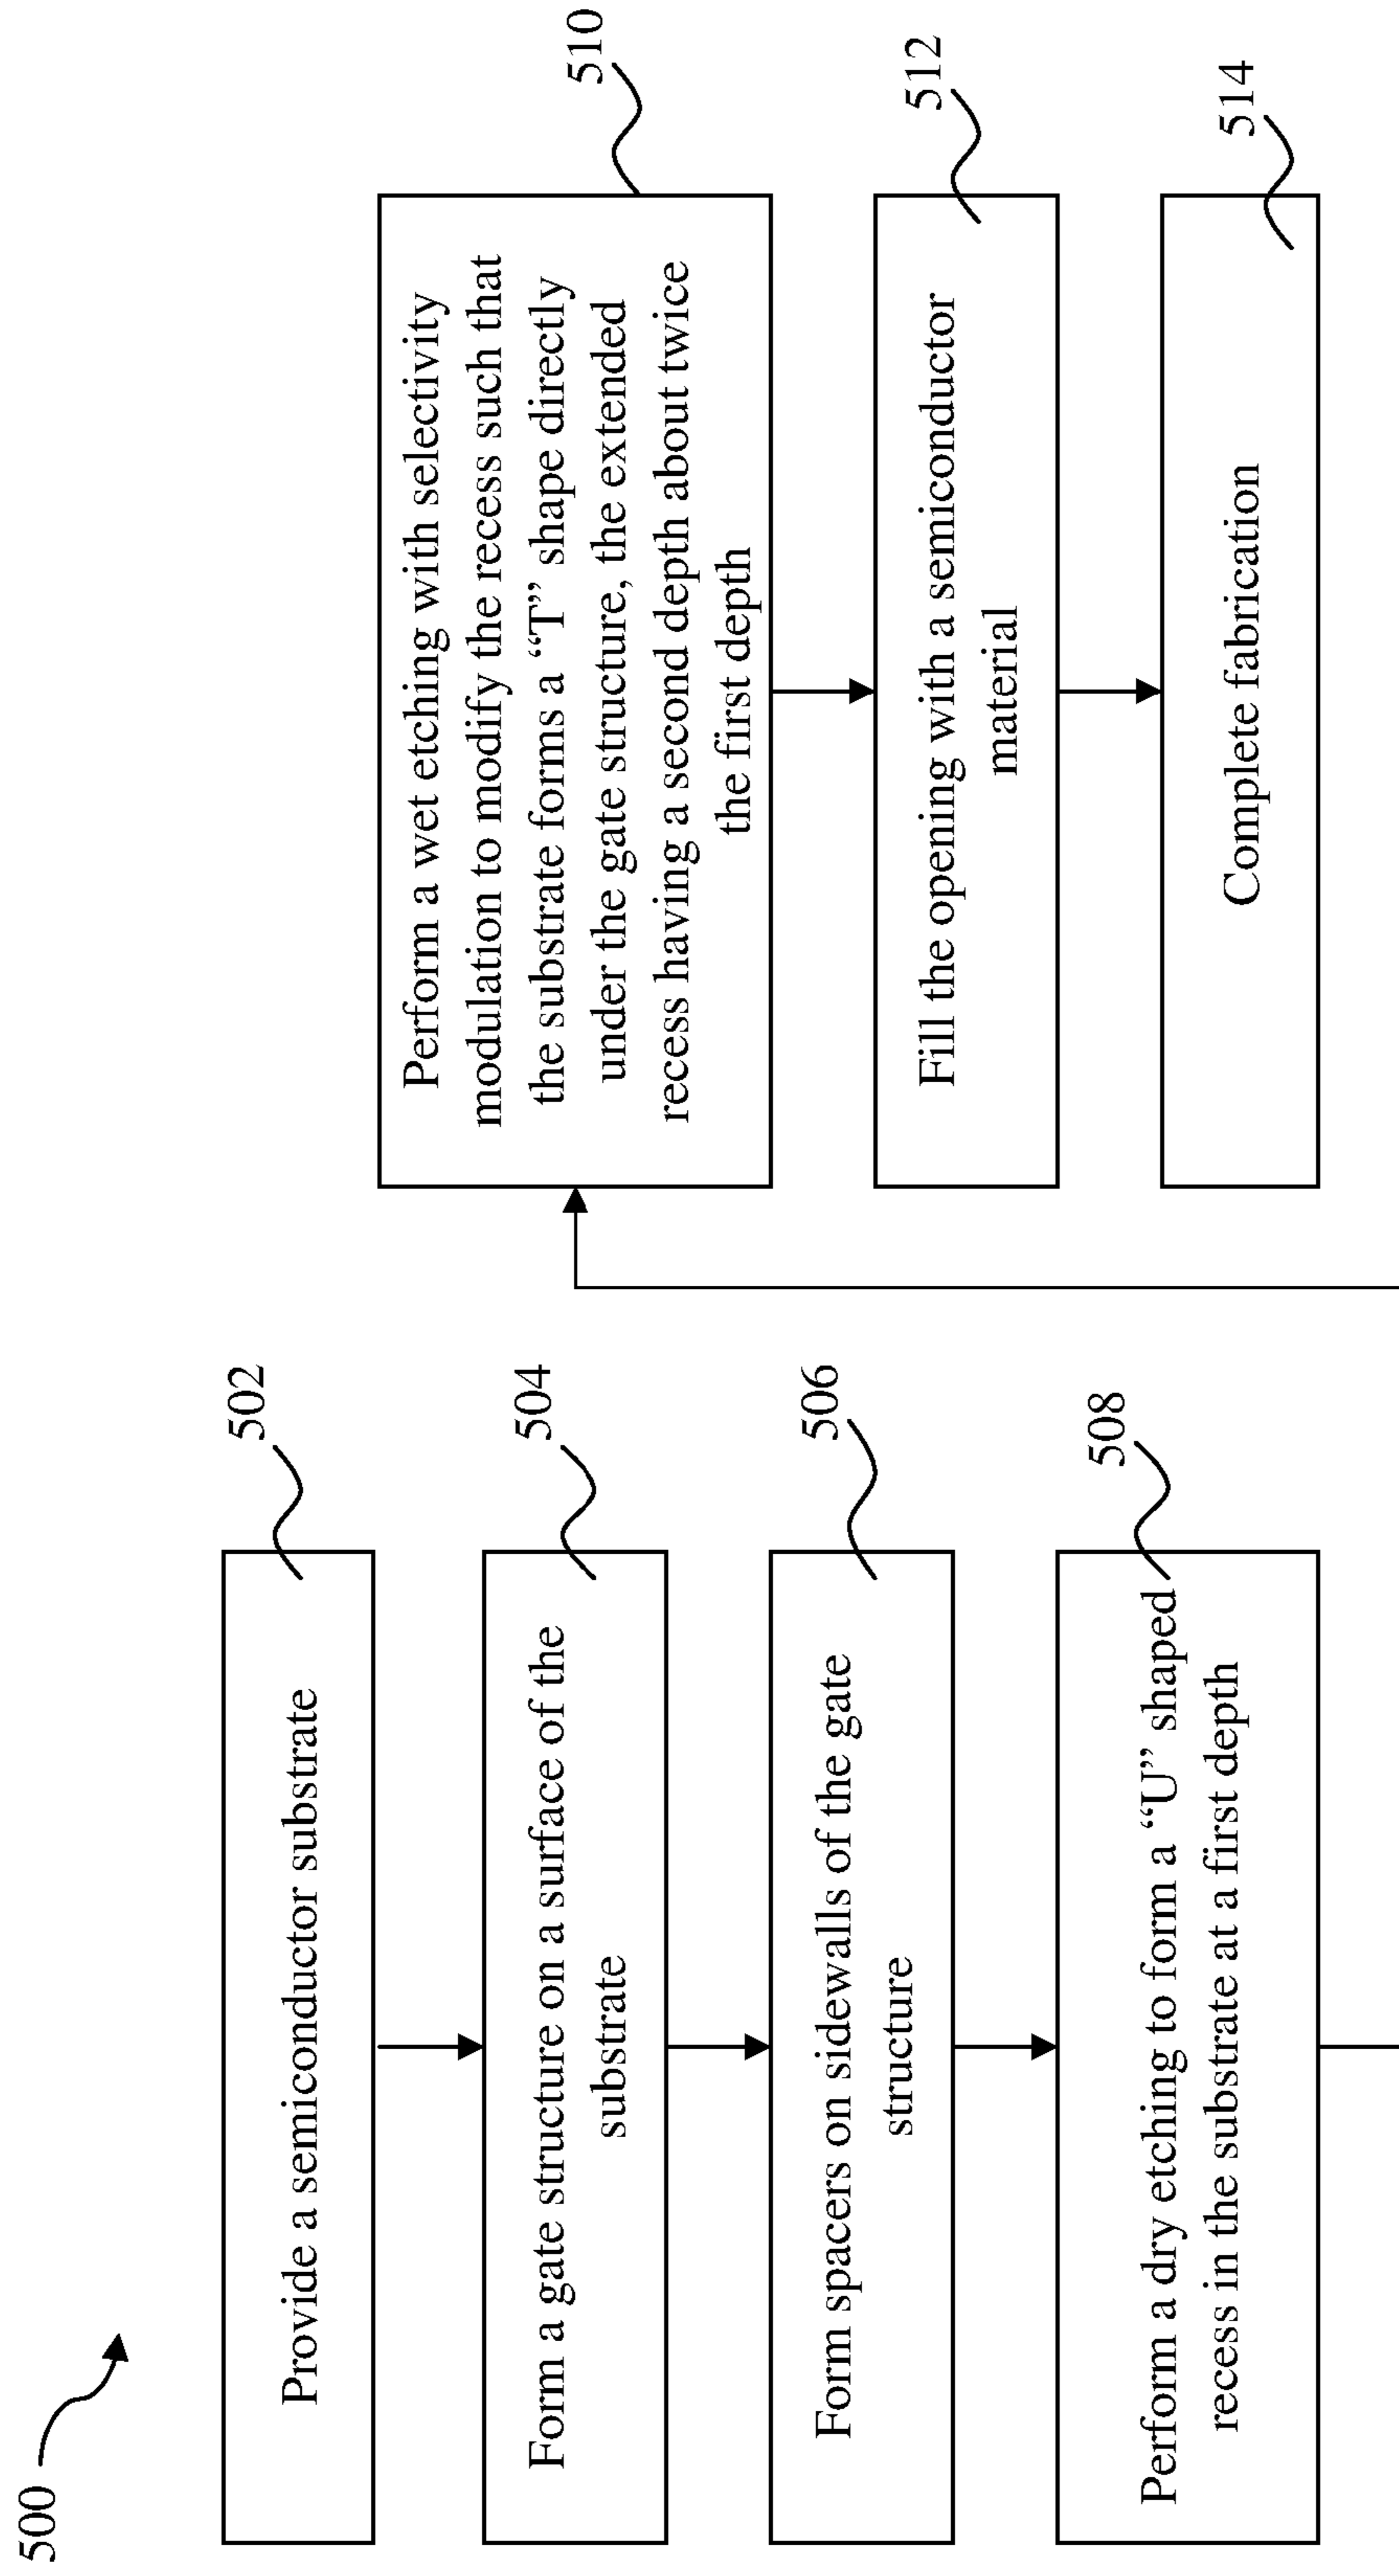 500
502
Provide a semiconductor substrate
504
Form a gate structure on a surface of the
substrate
506
Form spacers on sidewalls of the gate
structure
508
Perform a dry etching to form a “U” shaped
recess in the substrate at a first depth
510
Perform a wet etching with selectivity
modulation to modify the recess such that
the substrate forms a “T” shape directly
under the gate structure, the extended
recess having a second depth about twice
the first depth
512
Fill the opening with a semiconductor
material
514
Complete fabrication